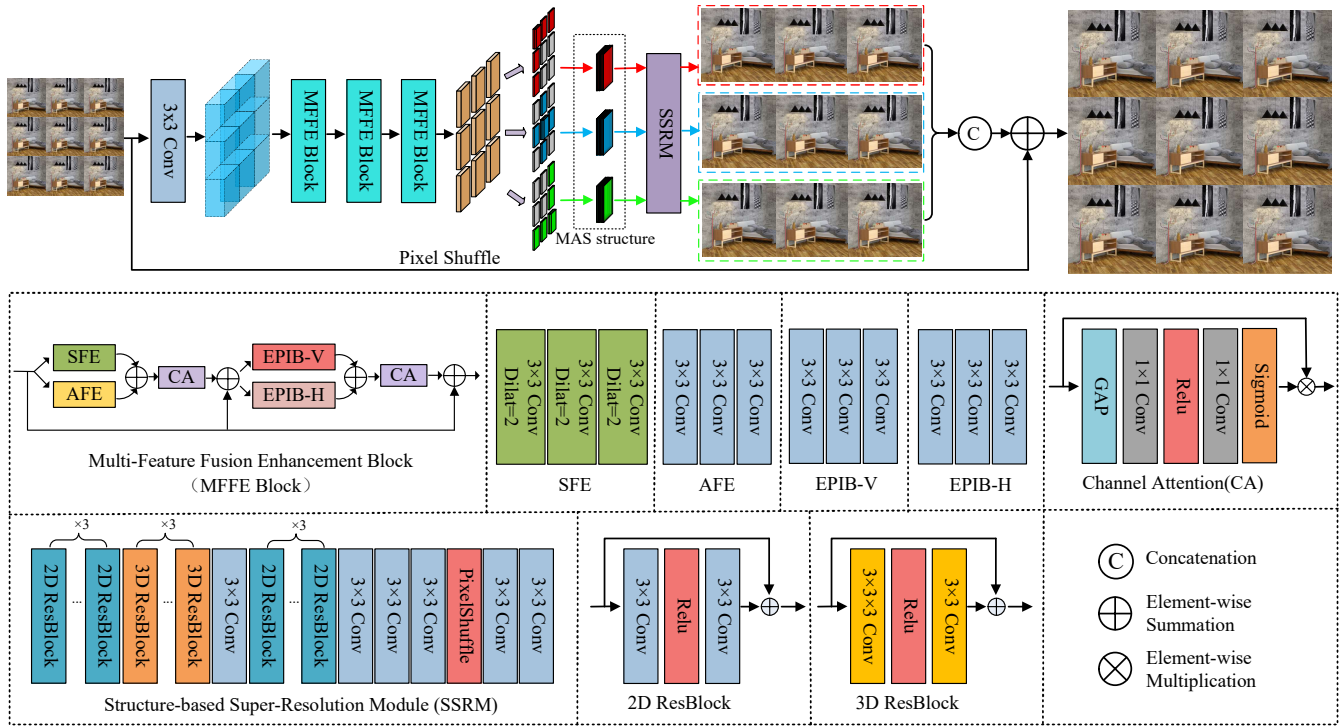 3x3 Conv
MFFE Block
MFFE Block
MFFE Block
MAS structure
SSRM
C
Pixel Shuffle
SFE
AFE
CA
EPIB-V
EPIB-H
CA
Multi-Feature Fusion Enhancement Block
（MFFE Block）
3×3 Conv
Dilat=2
3×3 Conv
Dilat=2
3×3 Conv
Dilat=2
SFE
3×3 Conv
3×3 Conv
3×3 Conv
AFE
3×3 Conv
3×3 Conv
3×3 Conv
EPIB-V
3×3 Conv
3×3 Conv
3×3 Conv
EPIB-H
GAP
1×1 Conv
Relu
1×1 Conv
Sigmoid
Channel Attention(CA)
×3
×3
×3
2D ResBlock
...
2D ResBlock
3D ResBlock
...
3D ResBlock
3×3 Conv
2D ResBlock
...
2D ResBlock
3×3 Conv
3×3 Conv
3×3 Conv
PixelShuffle
3×3 Conv
3×3 Conv
Structure-based Super-Resolution Module (SSRM)
3×3 Conv
Relu
3×3 Conv
2D ResBlock
3×3×3 Conv
Relu
3×3 Conv
3D ResBlock
C
Concatenation
Element-wise
Summation
Element-wise
Multiplication